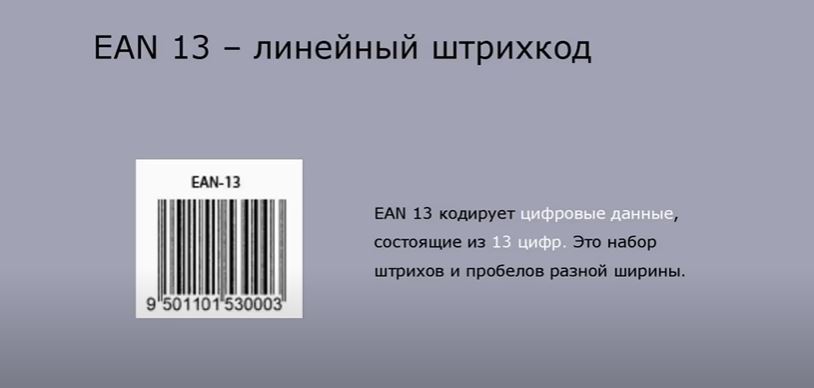 EAN 13 – линейный штрихкод
EAN-13
9 501101 530003
EAN 13 кодирует цифровые данные,
состоящие из 13 цифр. Это набор
штрихов и пробелов разной ширины.